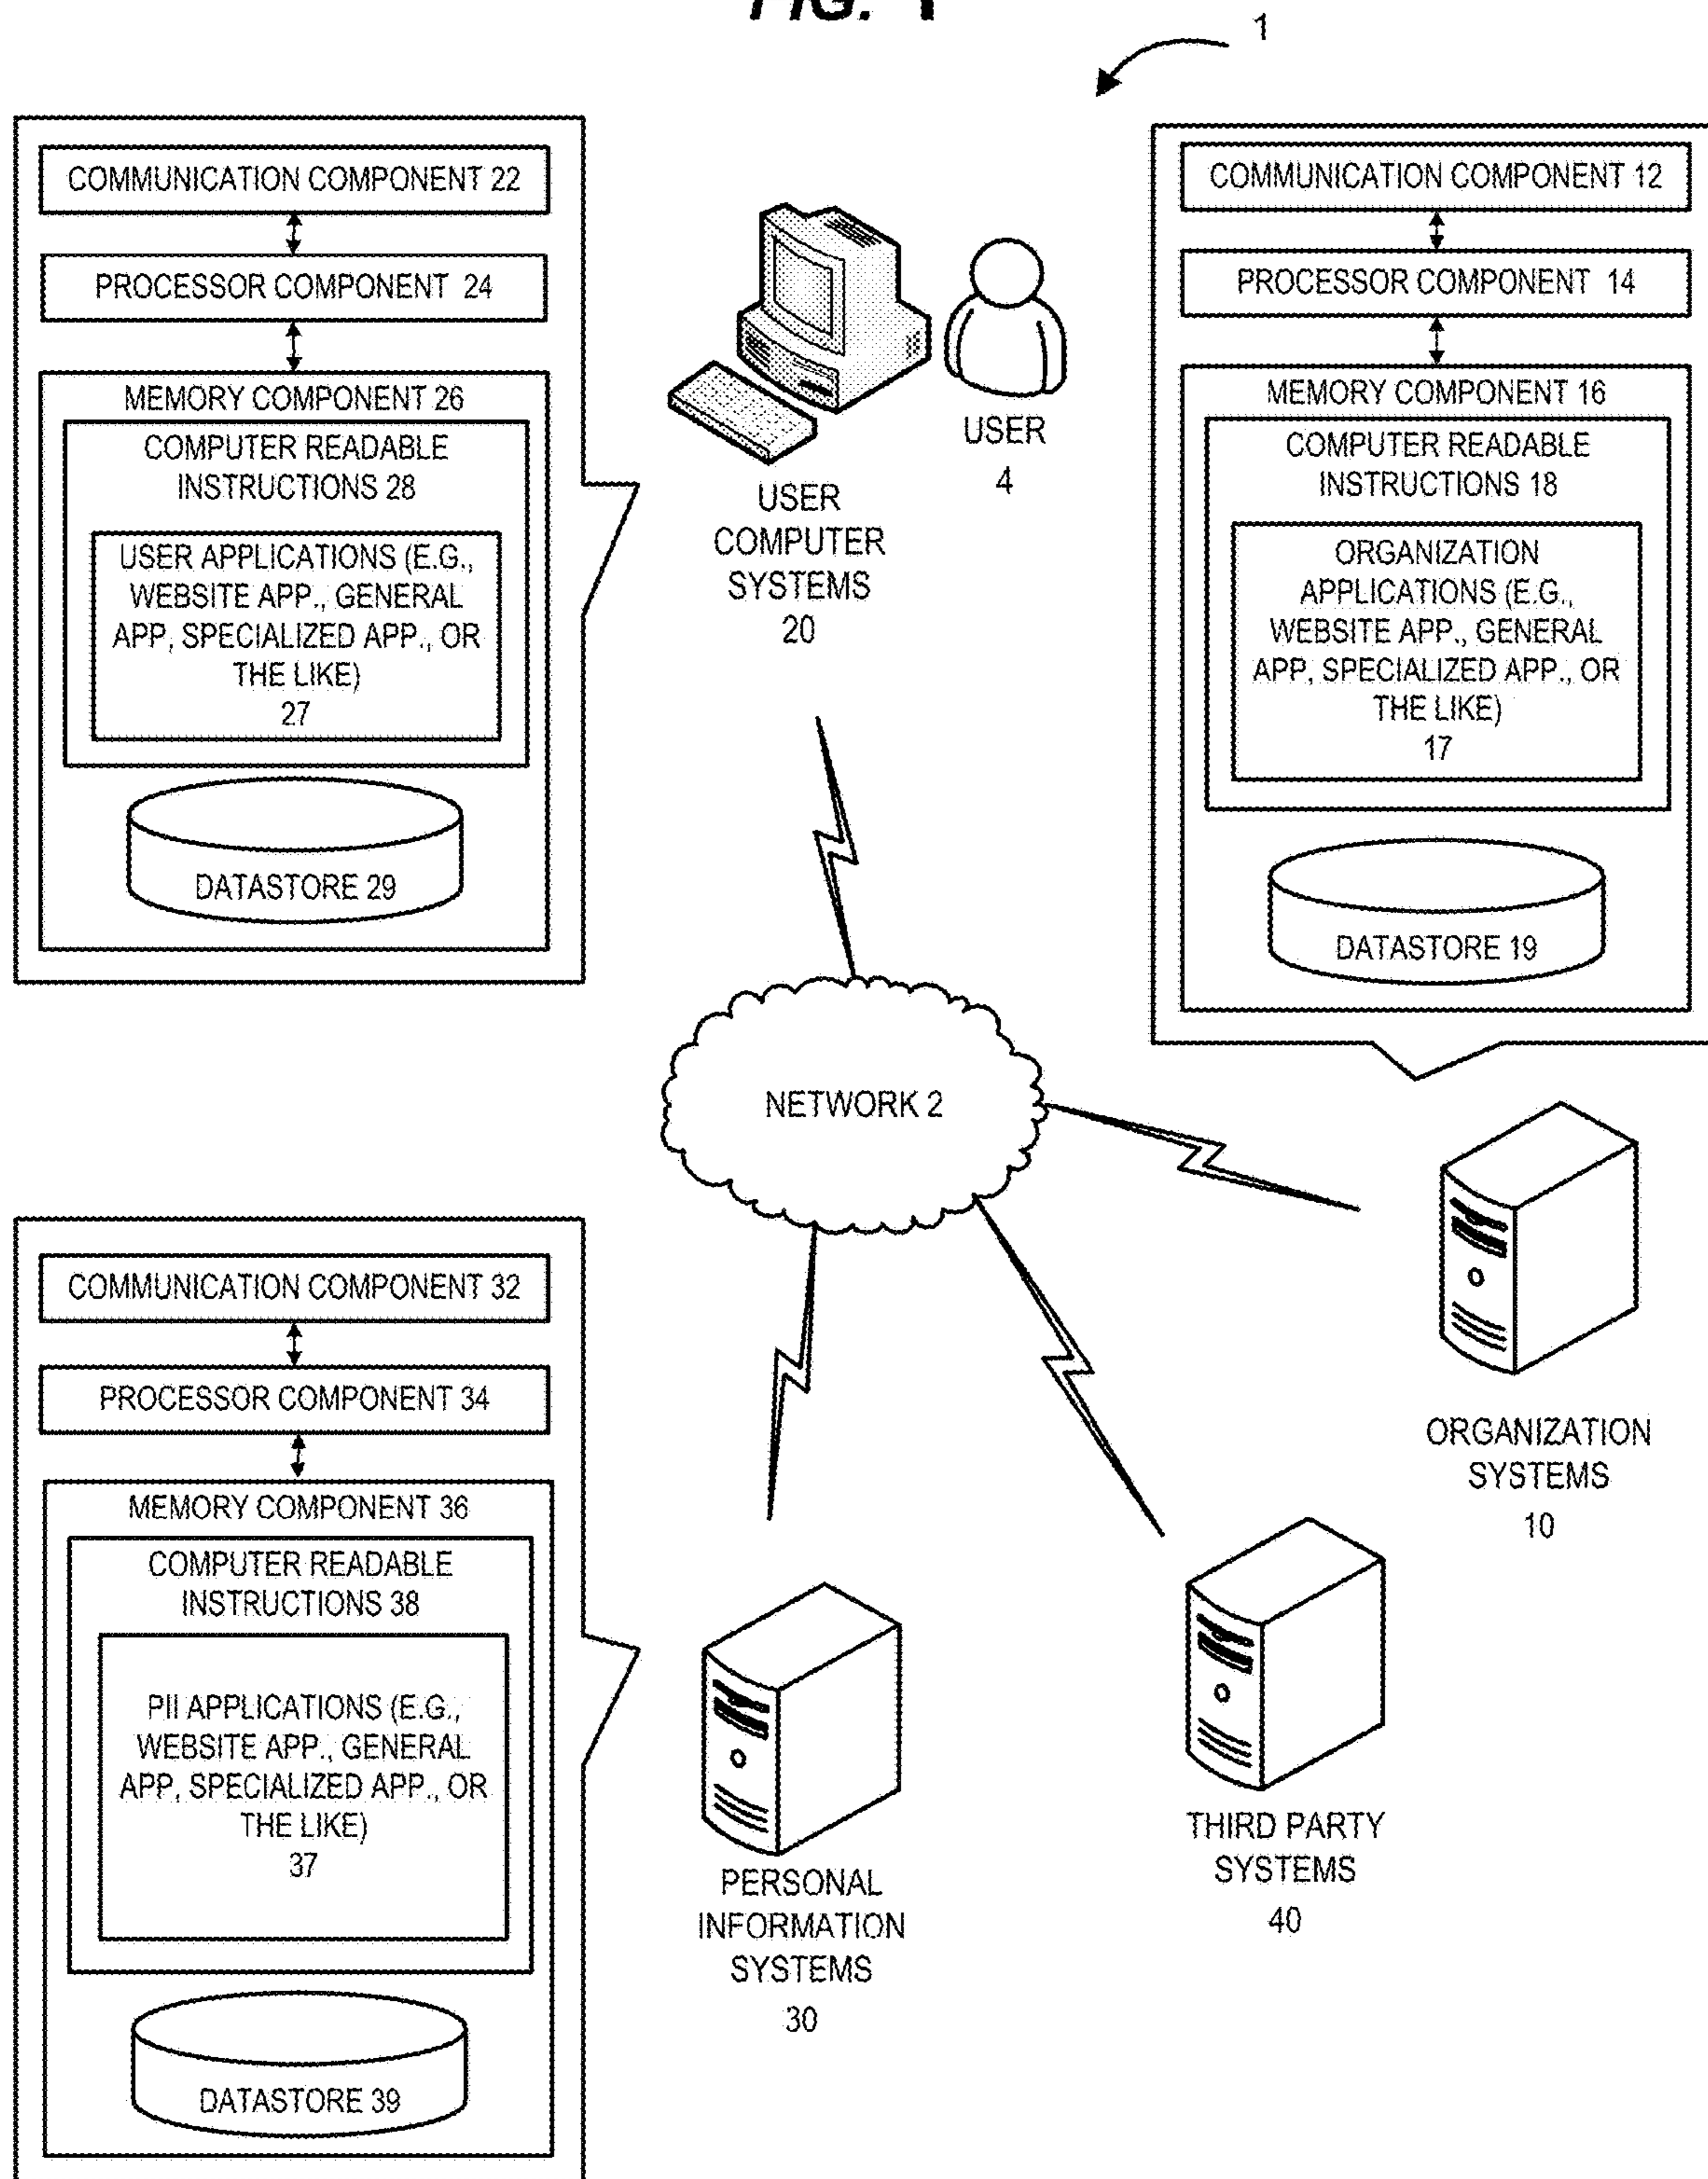 FIG. 1
1
COMMUNICATION COMPONENT 22
PROCESSOR COMPONENT 24
MEMORY COMPONENT 26
COMPUTER READABLE
INSTRUCTIONS 28
USER APPLICATIONS (E.G.,
WEBSITE APP., GENERAL
APP, SPECIALIZED APP., OR
THE LIKE)
27
DATASTORE 29
USER
COMPUTER
SYSTEMS
20
USER
4
COMMUNICATION COMPONENT 12
PROCESSOR COMPONENT 14
MEMORY COMPONENT 16
COMPUTER READABLE
INSTRUCTIONS 18
ORGANIZATION
APPLICATIONS (E.G.,
WEBSITE APP., GENERAL
APP, SPECIALIZED APP., OR
THE LIKE)
17
DATASTORE 19
NETWORK 2
ORGANIZATION
SYSTEMS
10
COMMUNICATION COMPONENT 32
PROCESSOR COMPONENT 34
MEMORY COMPONENT 36
COMPUTER READABLE
INSTRUCTIONS 38
PII APPLICATIONS (E.G.,
WEBSITE APP., GENERAL
APP, SPECIALIZED APP., OR
THE LIKE)
37
DATASTORE 39
PERSONAL
INFORMATION
SYSTEMS
30
THIRD PARTY
SYSTEMS
40